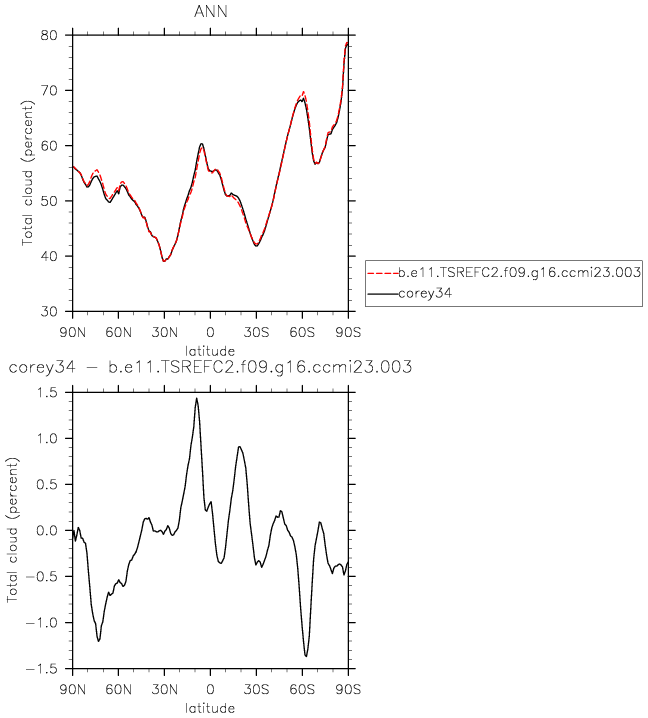 ANN
80
70
60
50
40
30
Total cloud (percent)
90N 60N 30N 0 30S 60S 90S
latitude
b.e11.TSREFC2.f09.g16.ccmi23.003
corey34
corey34 − b.e11.TSREFC2.f09.g16.ccmi23.003
1.5
1.0
0.5
0.0
−0.5
−1.0
−1.5
Total cloud (percent)
90N 60N 30N 0 30S 60S 90S
latitude